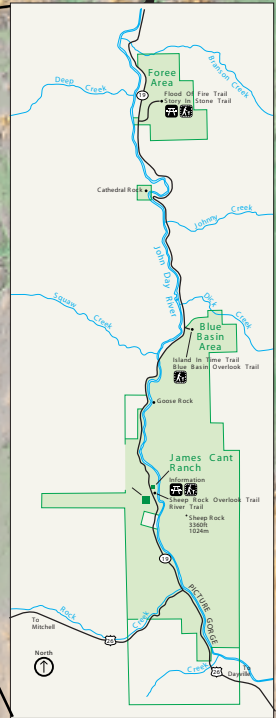 Branson Creek
Foree
Area
Deep Creek
Flood Of Fire Trail
Story In Stone Trail
19
Cathedral Rock
Johnny Creek
John Day River
Squaw Creek
Dick Creek
Blue
Basin
Area
Island In Time Trail
Blue Basin Overlook Trail
Goose Rock
James Cant
Ranch
Information
Sheep Rock Overlook Trail
River Trail
Sheep Rock
3360ft
1024m
19
PICTURE GORGE
Rock Creek
To
Mitchell
26
North
26
Creek
To